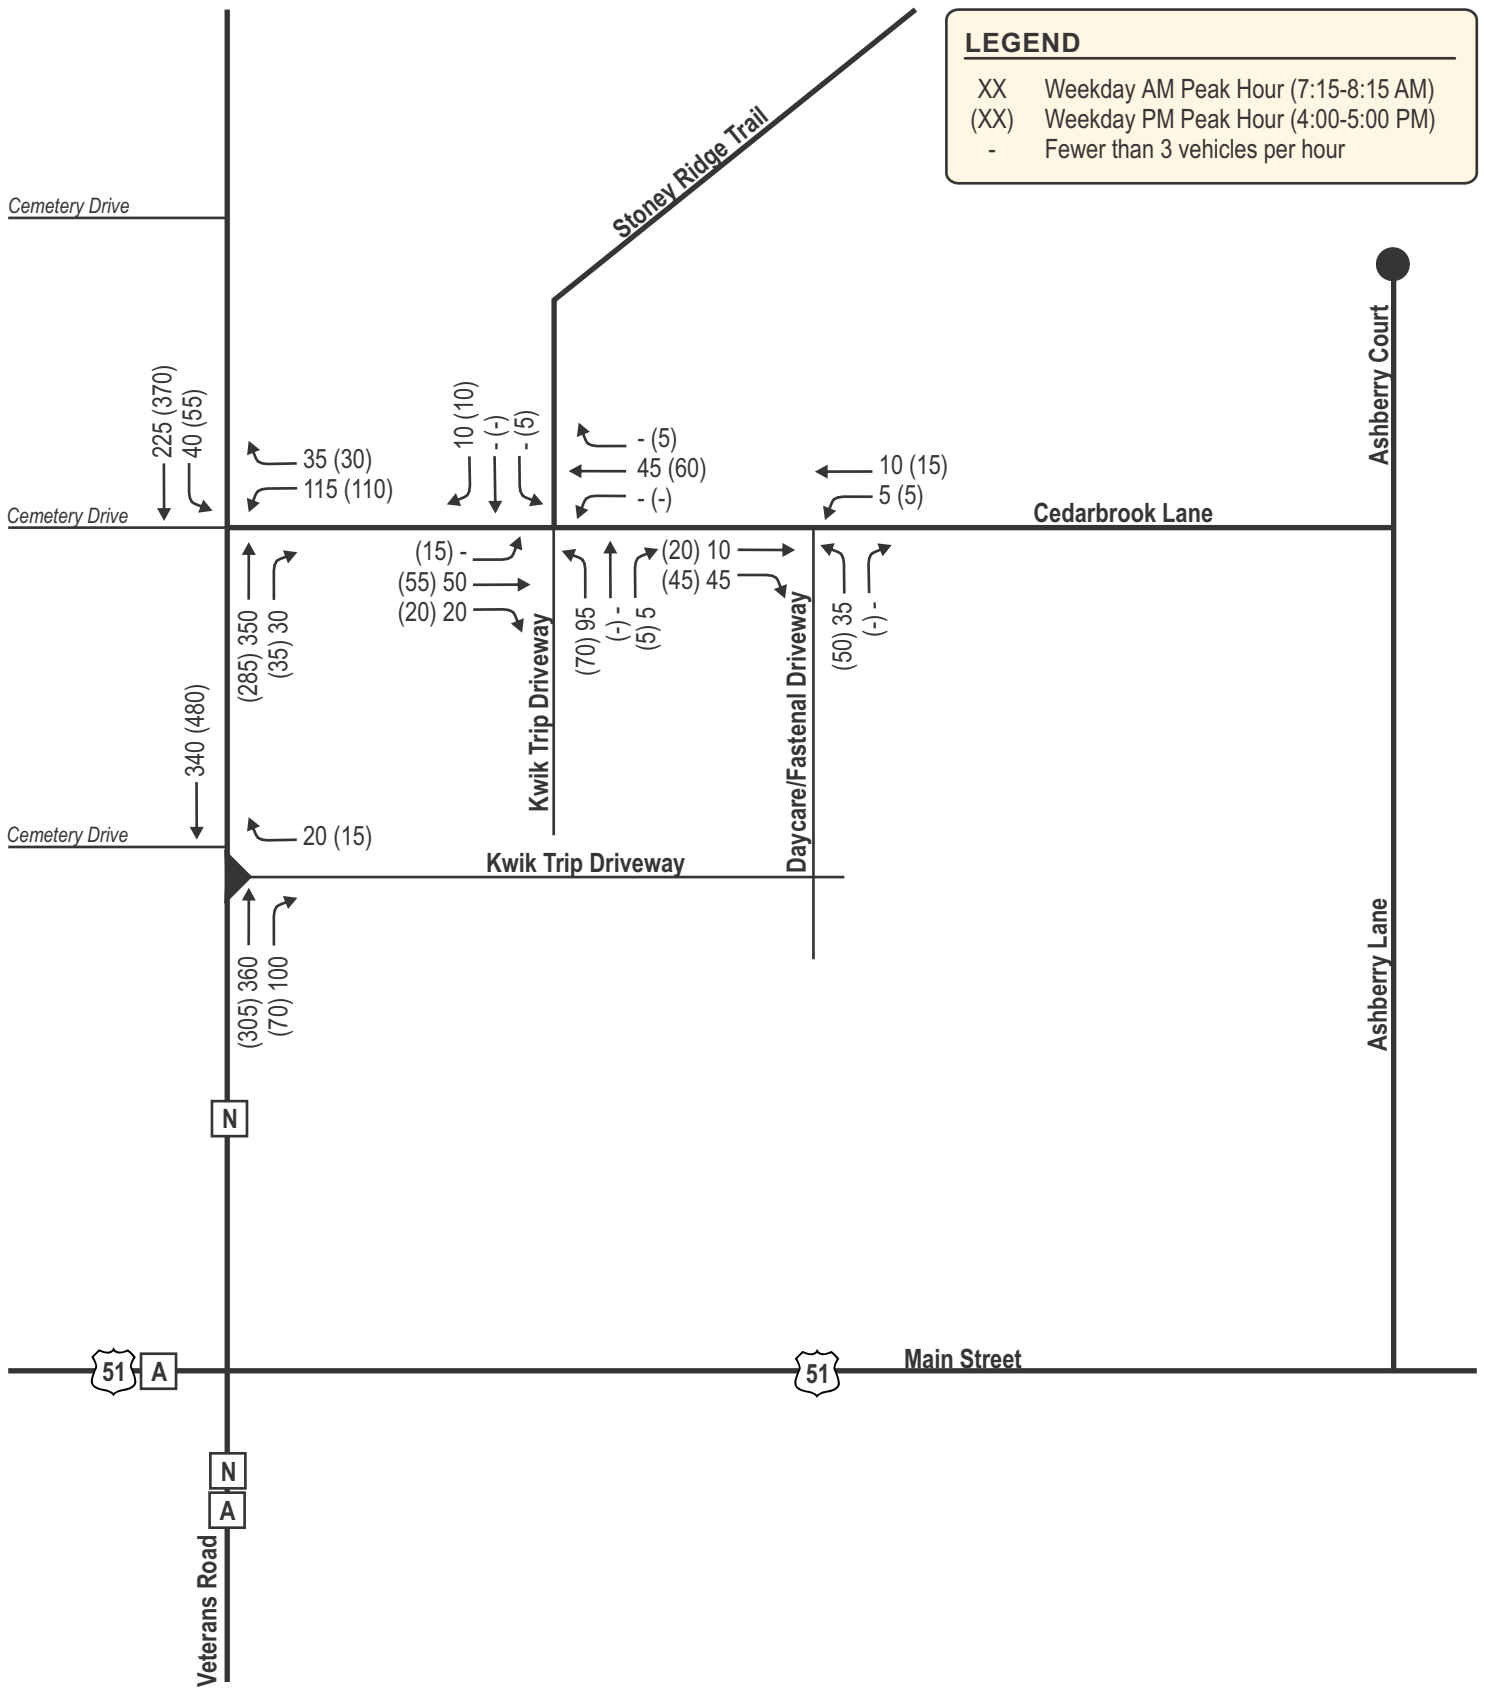 LEGEND
XX Weekday AM Peak Hour (7:15-8:15 AM)
(XX) Weekday PM Peak Hour (4:00-5:00 PM)
- Fewer than 3 vehicles per hour
Stoney Ridge Trail
Cemetery Drive
Ashberry Court
225 (370)
40 (55)
35 (30)
115 (110)
10 (10)
- (-)
- (5)
- (5)
45 (60)
- (-)
10 (15)
5 (5)
Cemetery Drive
Cedarbrook Lane
(285) 350
(35) 30
(15) -
(55) 50
(20) 20
(70) 95
(-) -
(5) 5
(20) 10
(45) 45
(50) 35
(-) -
Kwik Trip Driveway
Daycare/Fastenal Driveway
340 (480)
Cemetery Drive
20 (15)
Kwik Trip Driveway
(305) 360
(70) 100
Ashberry Lane
N
51
A
51
Main Street
N
A
Veterans Road